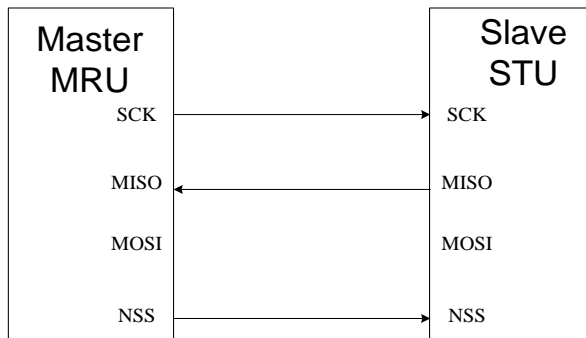 Master
MRU
SCK
MISO
MOSI
NSS
Slave
STU
SCK
MISO
MOSI
NSS